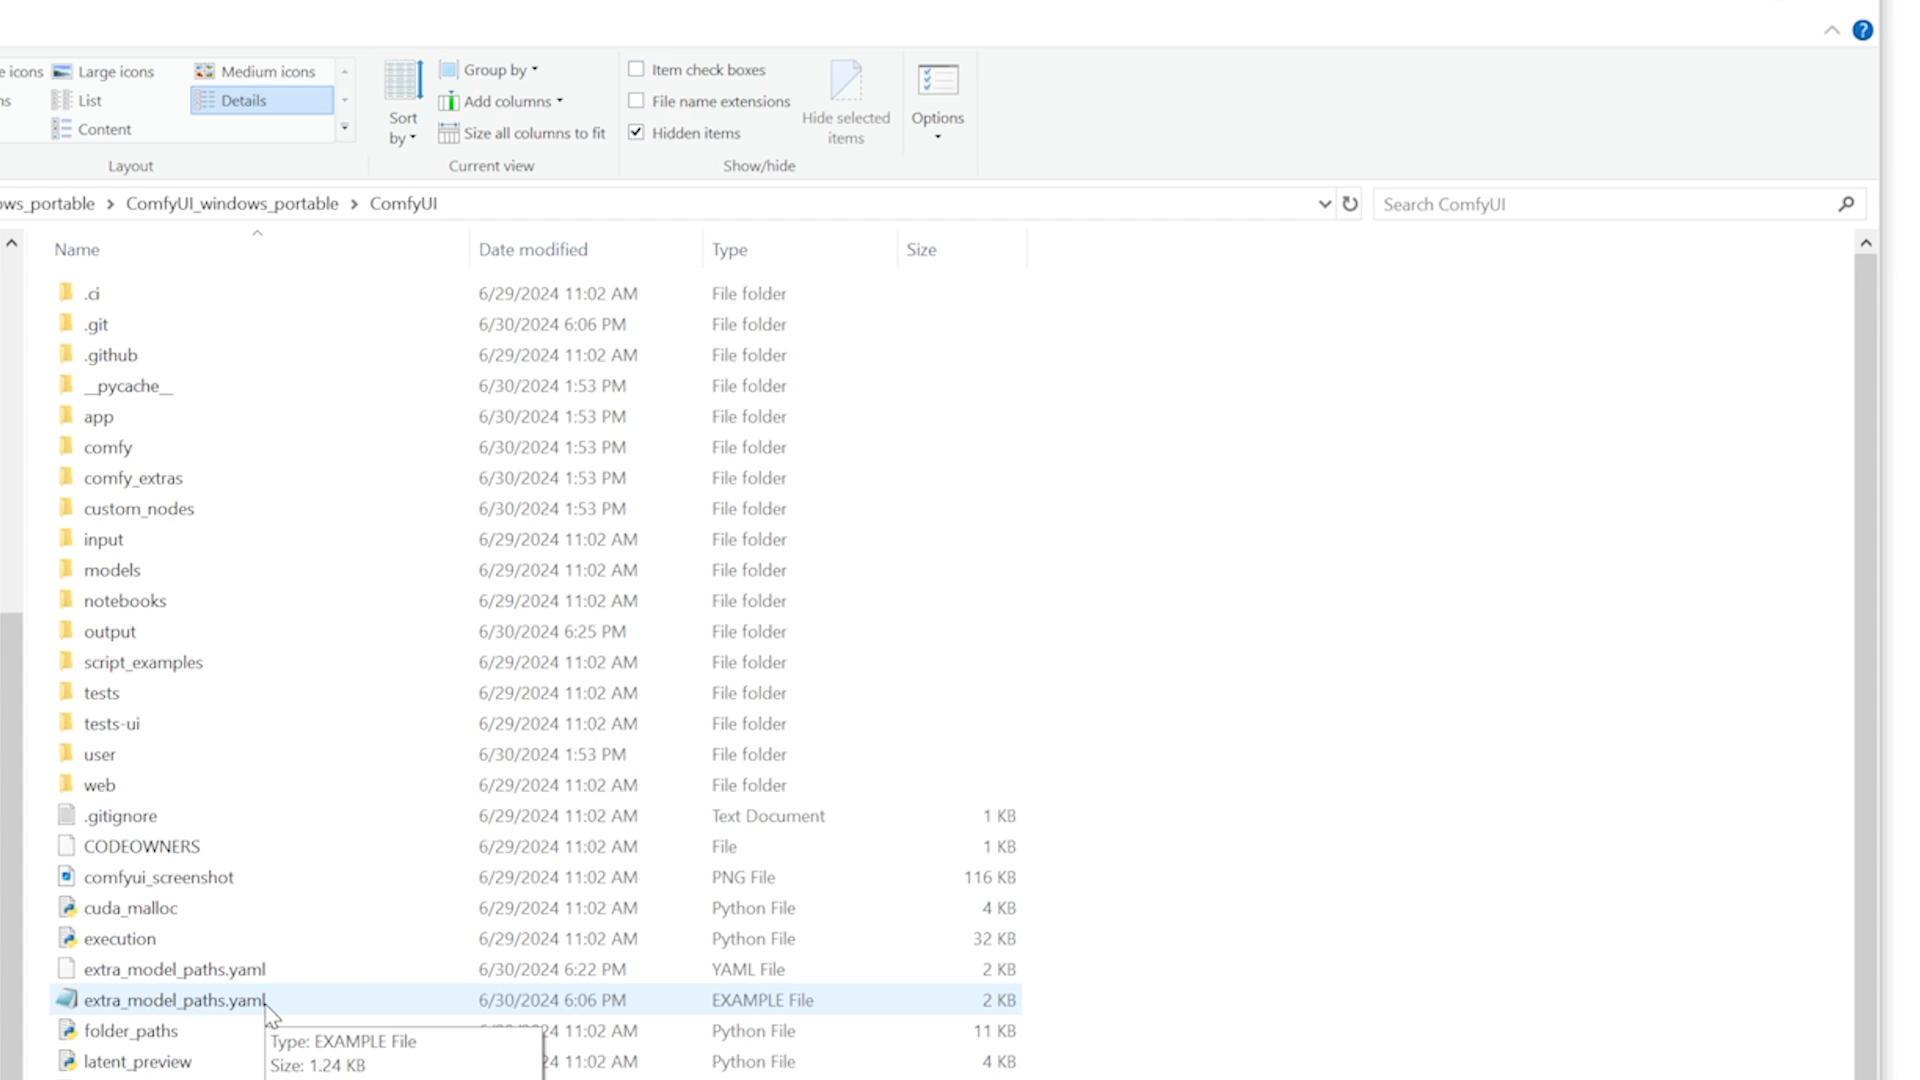 e icons Large icons Medium icons
ns List Details
Content
Layout
Sort by
Group by
Add columns
Size all columns to fit
Current view
Item check boxes
File name extensions
Hidden items
Hide selected items
Show/hide
Options
ows_portable > ComfyUI_windows_portable > ComfyUI
Search ComfyUI
Name Date modified Type Size
.ci 6/29/2024 11:02 AM File folder
.git 6/30/2024 6:06 PM File folder
.github 6/29/2024 11:02 AM File folder
__pycache__ 6/30/2024 1:53 PM File folder
app 6/30/2024 1:53 PM File folder
comfy 6/30/2024 1:53 PM File folder
comfy_extras 6/30/2024 1:53 PM File folder
custom_nodes 6/30/2024 1:53 PM File folder
input 6/29/2024 11:02 AM File folder
models 6/29/2024 11:02 AM File folder
notebooks 6/29/2024 11:02 AM File folder
output 6/30/2024 6:25 PM File folder
script_examples 6/29/2024 11:02 AM File folder
tests 6/29/2024 11:02 AM File folder
tests-ui 6/29/2024 11:02 AM File folder
user 6/30/2024 1:53 PM File folder
web 6/29/2024 11:02 AM File folder
.gitignore 6/29/2024 11:02 AM Text Document 1 KB
CODEOWNERS 6/29/2024 11:02 AM File 1 KB
comfyui_screenshot 6/29/2024 11:02 AM PNG File 116 KB
cuda_malloc 6/29/2024 11:02 AM Python File 4 KB
execution 6/29/2024 11:02 AM Python File 32 KB
extra_model_paths.yaml 6/30/2024 6:22 PM YAML File 2 KB
extra_model_paths.yaml 6/30/2024 6:06 PM EXAMPLE File 2 KB
folder_paths 24 11:02 AM Python File 11 KB
Type: EXAMPLE File
latent_preview 24 11:02 AM Python File 4 KB
Size: 1.24 KB